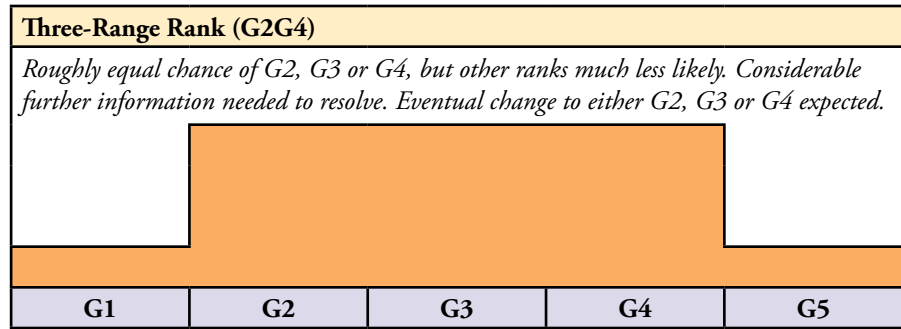 Three-Range Rank (G2G4)
Roughly equal chance of G2, G3 or G4, but other ranks much less likely. Considerable
further information needed to resolve. Eventual change to either G2, G3 or G4 expected.
G1 G2 G3 G4 G5